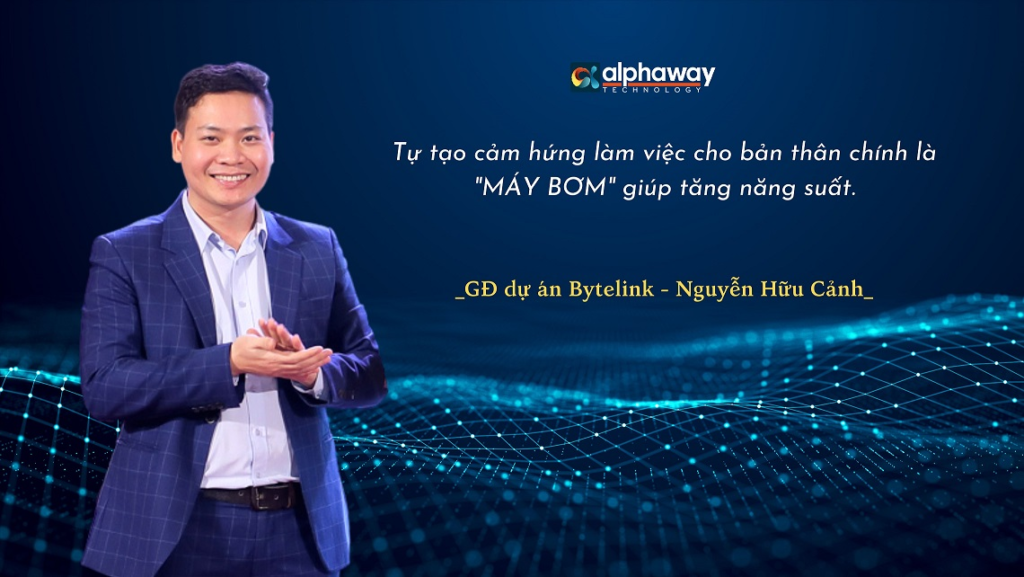 alphaway
TECHNOLOGY
Tự tạo cảm hứng làm việc cho bản thân chính là
"MÁY BƠM" giúp tăng năng suất.
_GĐ dự án Bytelink - Nguyễn Hữu Cảnh_